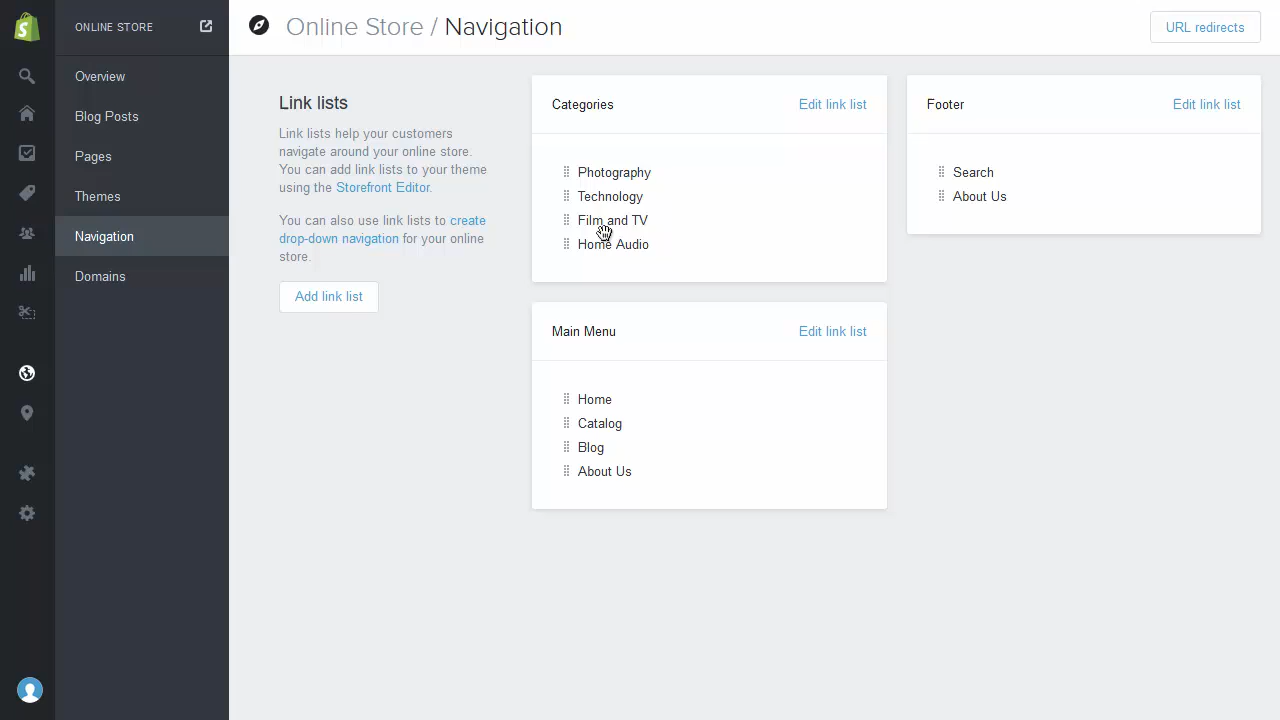 ONLINE STORE
Overview
Blog Posts
Pages
Themes
Navigation
Domains
Online Store / Navigation
URL redirects
Link lists
Link lists help your customers
navigate around your online store.
You can add link lists to your theme
using the Storefront Editor.
You can also use link lists to create
drop-down navigation for your online
store.
Add link list
Categories
Edit link list
Photography
Technology
Film and TV
Home Audio
Main Menu
Edit link list
Home
Catalog
Blog
About Us
Footer
Edit link list
Search
About Us